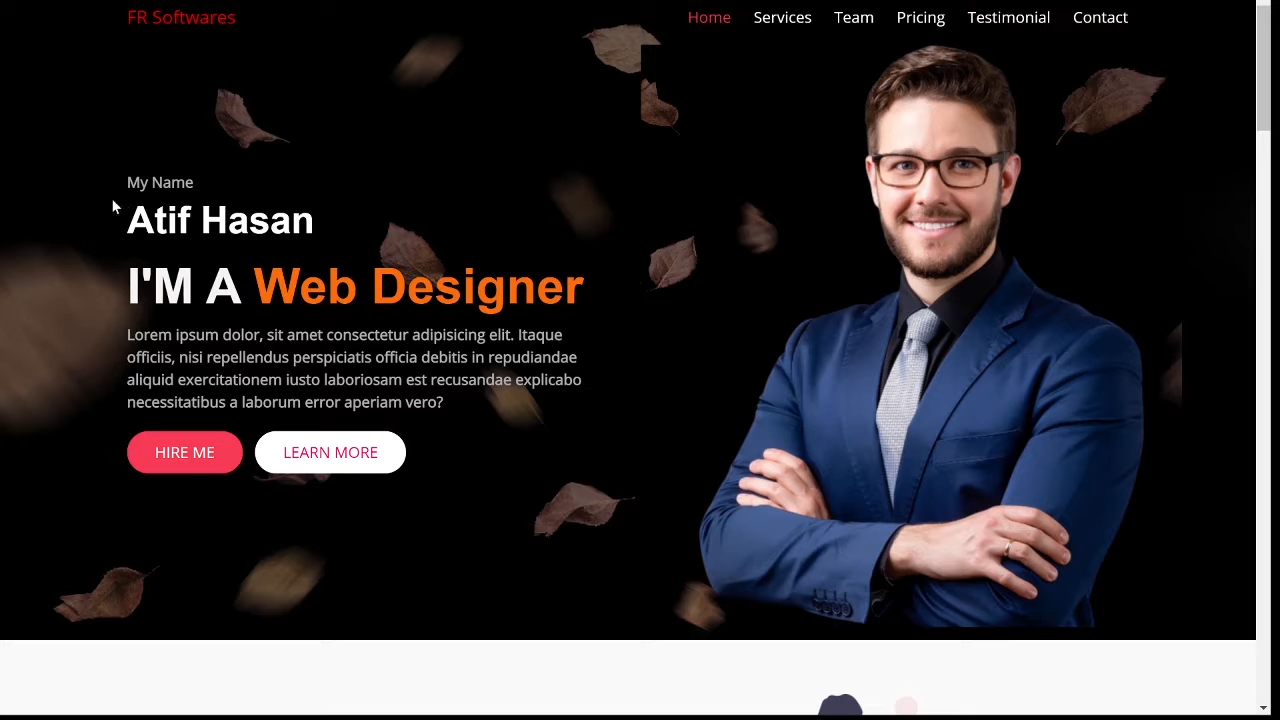 FR Softwares
Home Services Team Pricing Testimonial Contact
My Name
Atif Hasan
I'M A Web Designer
Lorem ipsum dolor, sit amet consectetur adipisicing elit. Itaque
officiis, nisi repellendus perspiciatis officia debitis in repudiandae
aliquid exercitationem iusto laboriosam est recusandae explicabo
necessitatibus a laborum error aperiam vero?
HIRE ME LEARN MORE